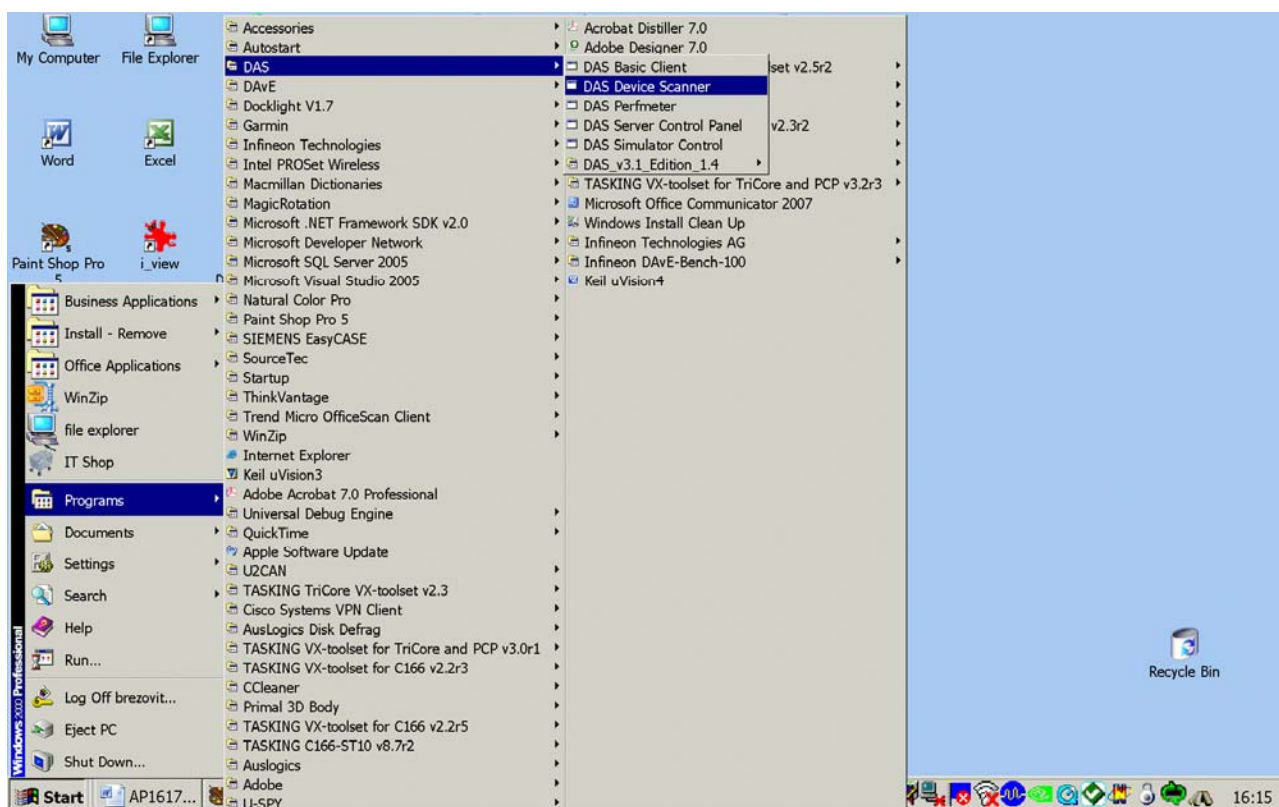 My Computer
File Explorer
Word
Excel
Paint Shop Pro
5
i_view
Business Applications
Install - Remove
Office Applications
WinZip
file explorer
IT Shop
Programs
Documents
Settings
Search
Help
Run...
Log Off brezovit...
Eject PC
Shut Down...
Windows 2000 Professional
Start
AP1617...
Accessories
Autostart
DAS
DAvE
Docklight V1.7
Garmin
Infineon Technologies
Intel PROSet Wireless
Macmillan Dictionaries
MagicRotation
Microsoft .NET Framework SDK v2.0
Microsoft Developer Network
Microsoft SQL Server 2005
Microsoft Visual Studio 2005
Natural Color Pro
Paint Shop Pro 5
SIEMENS EasyCASE
SourceTec
Startup
ThinkVantage
Trend Micro OfficeScan Client
WinZip
Internet Explorer
Keil uVision3
Adobe Acrobat 7.0 Professional
Universal Debug Engine
QuickTime
Apple Software Update
U2CAN
TASKING TriCore VX-toolset v2.3
Cisco Systems VPN Client
AusLogics Disk Defrag
TASKING VX-toolset for TriCore and PCP v3.0r1
TASKING VX-toolset for C166 v2.2r3
CCleaner
Primal 3D Body
TASKING VX-toolset for C166 v2.2r5
TASKING C166-ST10 v8.7r2
Auslogics
Adobe
U-SPY
Acrobat Distiller 7.0
Adobe Designer 7.0
DAS Basic Client
lset v2.5r2
DAS Device Scanner
DAS Perfmeter
DAS Server Control Panel
v2.3r2
DAS Simulator Control
DAS_v3.1_Edition_1.4
TASKING VX-toolset for TriCore and PCP v3.2r3
Microsoft Office Communicator 2007
Windows Install Clean Up
Infineon Technologies AG
Infineon DAvE-Bench-100
Keil uVision4
Recycle Bin
16:15